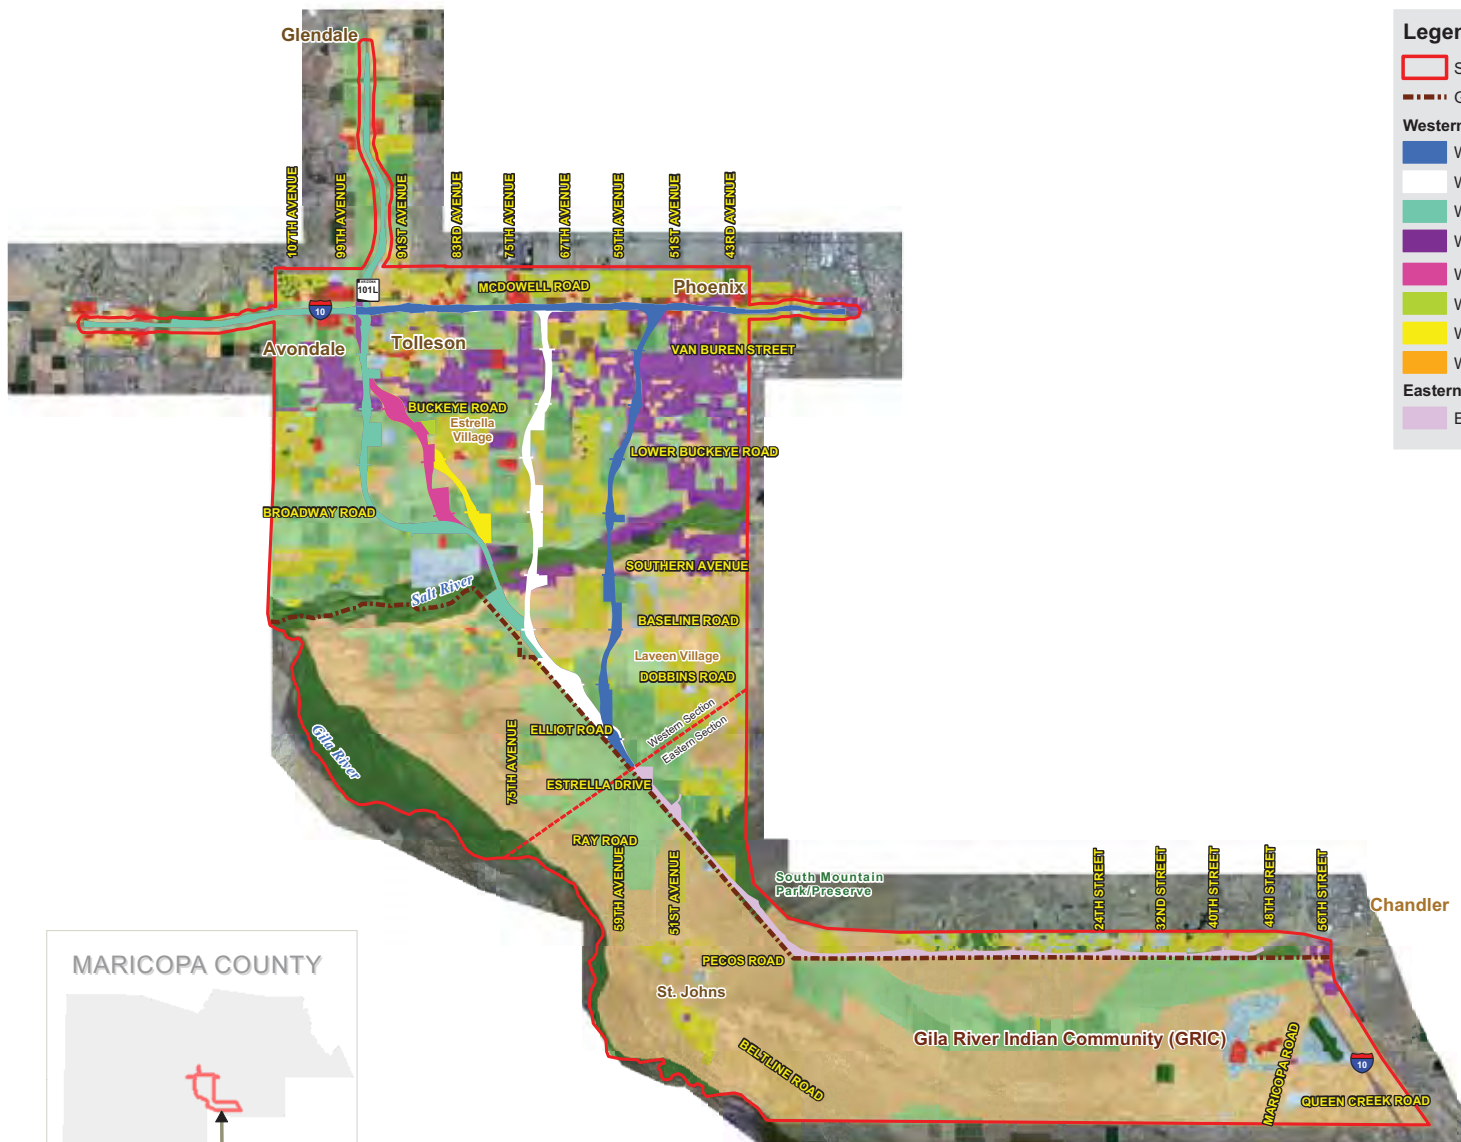 Glendale
Legen
S
G
Western
W
W
W
W
W
W
W
W
Eastern
E
107TH AVENUE
99TH AVENUE
91ST AVENUE
83RD AVENUE
75TH AVENUE
67TH AVENUE
59TH AVENUE
51ST AVENUE
43RD AVENUE
101L
MCDOWELL ROAD
Phoenix
10
Avondale
Tolleson
VAN BUREN STREET
BUCKEYE ROAD
Estrella
Village
LOWER BUCKEYE ROAD
BROADWAY ROAD
SOUTHERN AVENUE
Salt River
BASELINE ROAD
Laveen Village
DOBBINS ROAD
Western Section
Eastern Section
ELLIOT ROAD
Gila River
75TH AVENUE
ESTRELLA DRIVE
RAY ROAD
59TH AVENUE
51ST AVENUE
South Mountain
Park/Preserve
24TH STREET
32ND STREET
40TH STREET
48TH STREET
56TH STREET
Chandler
PECOS ROAD
St. Johns
Gila River Indian Community (GRIC)
BELTLINE ROAD
MARICOPA ROAD
10
QUEEN CREEK ROAD
MARICOPA COUNTY